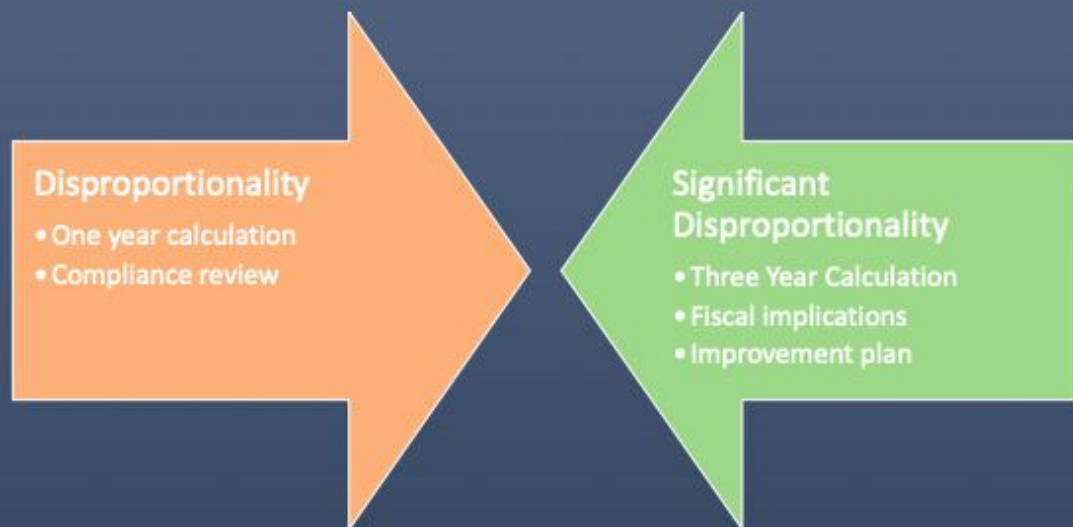 Disproportionality
• One year calculation
• Compliance review
Significant
Disproportionality
• Three Year Calculation
• Fiscal implications
• Improvement plan